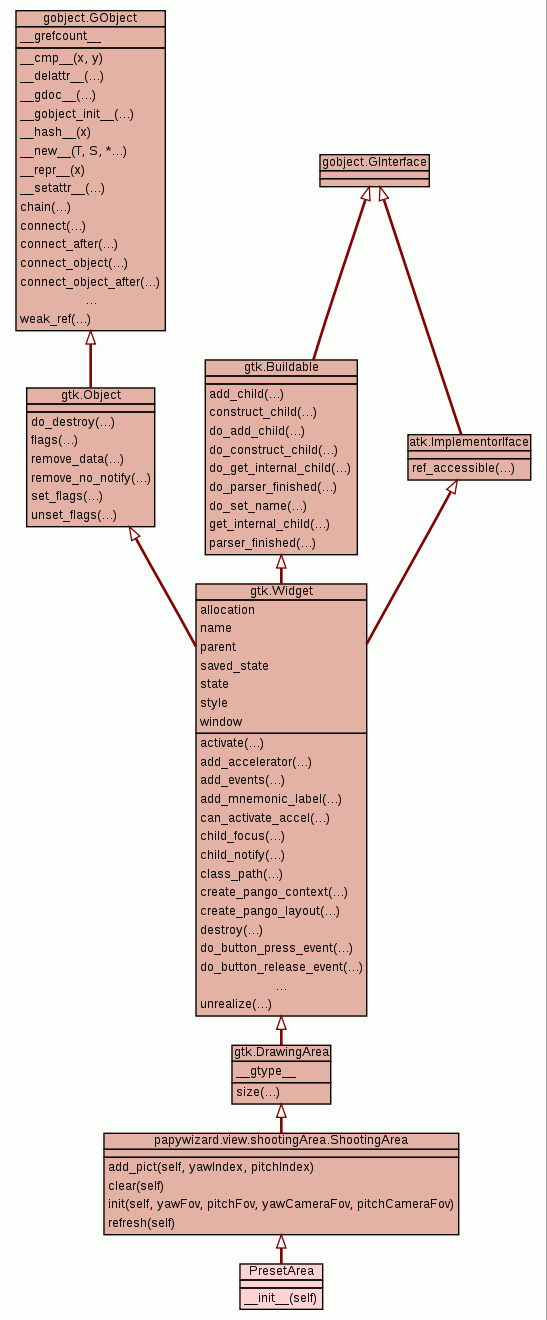 gobject.GObject
__grefcount__
__cmp__(x, y)
__delattr__(...)
__gdoc__(...)
__gobject_init__(...)
__hash__(x)
__new__(T, S, *...)
__repr__(x)
__setattr__(...)
chain(...)
connect(...)
connect_after(...)
connect_object(...)
connect_object_after(...)
...
weak_ref(...)
gobject.GInterface
gtk.Object
do_destroy(...)
flags(...)
remove_data(...)
remove_no_notify(...)
set_flags(...)
unset_flags(...)
gtk.Buildable
add_child(...)
construct_child(...)
do_add_child(...)
do_construct_child(...)
do_get_internal_child(...)
do_parser_finished(...)
do_set_name(...)
get_internal_child(...)
parser_finished(...)
atk.ImplementorIface
ref_accessible(...)
gtk.Widget
allocation
name
parent
saved_state
state
style
window
activate(...)
add_accelerator(...)
add_events(...)
add_mnemonic_label(...)
can_activate_accel(...)
child_focus(...)
child_notify(...)
class_path(...)
create_pango_context(...)
create_pango_layout(...)
destroy(...)
do_button_press_event(...)
do_button_release_event(...)
...
unrealize(...)
gtk.DrawingArea
__gtype__
size(...)
papywizard.view.shootingArea.ShootingArea
add_pict(self, yawIndex, pitchIndex)
clear(self)
init(self, yawFov, pitchFov, yawCameraFov, pitchCameraFov)
refresh(self)
PresetArea
__init__(self)